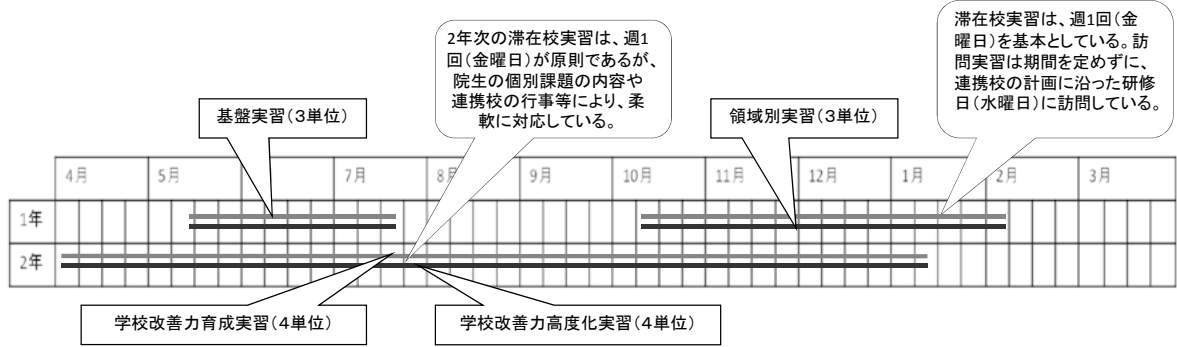 2年次の滞在校実習は、週1
回（金曜日）が原則であるが、
院生の個別課題の内容や
連携校の行事等により、柔
軟に対応している。
滞在校実習は、週1回（金
曜日）を基本としている。訪
問実習は期間を定めずに、
連携校の計画に沿った研修
日（水曜日）に訪問している。
基盤実習（3単位）
領域別実習（3単位）
4月 5月 7月 8月 9月 10月 11月 12月 1月 2月 3月
1年
2年
学校改善力育成実習（4単位）
学校改善力高度化実習（4単位）